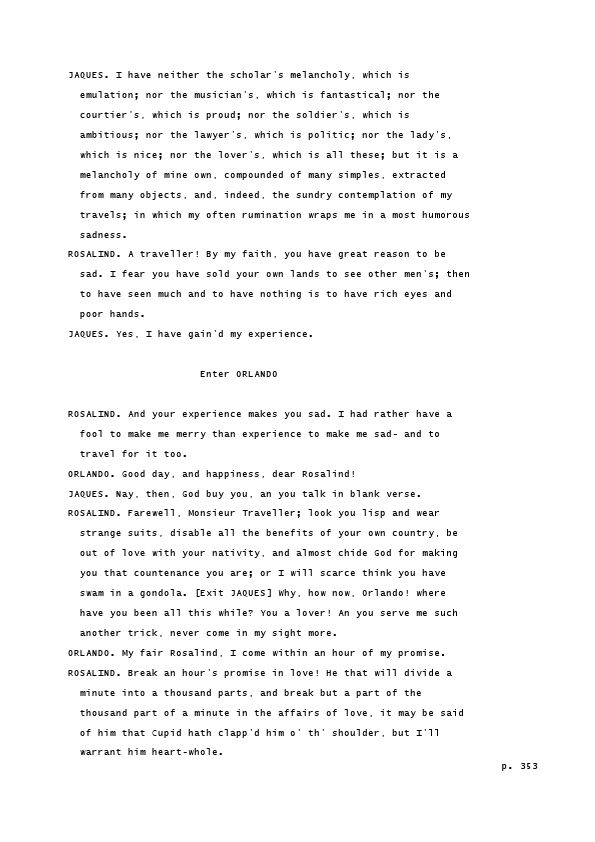 JAQUES. I have neither the scholar's melancholy, which is
emulation; nor the musician's, which is fantastical; nor the
courtier's, which is proud; nor the soldier's, which is
ambitious; nor the lawyer's, which is politic; nor the lady's,
which is nice; nor the lover's, which is all these; but it is a
melancholy of mine own, compounded of many simples, extracted
from many objects, and, indeed, the sundry contemplation of my
travels; in which my often rumination wraps me in a most humorous
sadness.
ROSALIND. A traveller! By my faith, you have great reason to be
sad. I fear you have sold your own lands to see other men's; then
to have seen much and to have nothing is to have rich eyes and
poor hands.
JAQUES. Yes, I have gain'd my experience.
Enter ORLANDO
ROSALIND. And your experience makes you sad. I had rather have a
fool to make me merry than experience to make me sad- and to
travel for it too.
ORLANDO. Good day, and happiness, dear Rosalind!
JAQUES. Nay, then, God buy you, an you talk in blank verse.
ROSALIND. Farewell, Monsieur Traveller; look you lisp and wear
strange suits, disable all the benefits of your own country, be
out of love with your nativity, and almost chide God for making
you that countenance you are; or I will scarce think you have
swam in a gondola. [Exit JAQUES] Why, how now, Orlando! where
have you been all this while? You a lover! An you serve me such
another trick, never come in my sight more.
ORLANDO. My fair Rosalind, I come within an hour of my promise.
ROSALIND. Break an hour's promise in love! He that will divide a
minute into a thousand parts, and break but a part of the
thousand part of a minute in the affairs of love, it may be said
of him that Cupid hath clapp'd him o' th' shoulder, but I'll
warrant him heart-whole.
p. 353